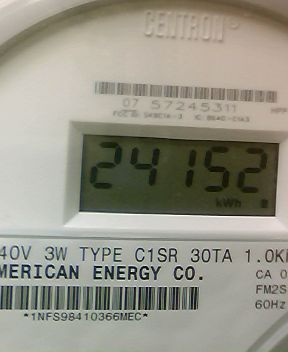 CENTRON
07 57245311
24152
kWh
40V 3W TYPE C1SR 30TA 1.0K
MERICAN ENERGY CO.
CA 0
FM2S
60Hz
*1NFS98410366MEC*